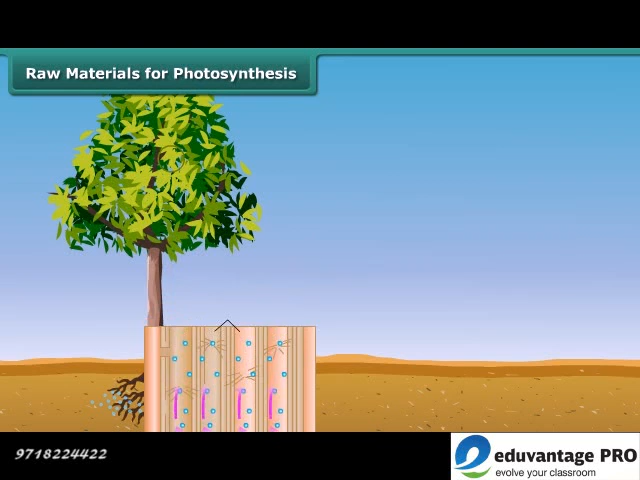 Raw Materials for Photosynthesis
9718224422
eduvantage PRO
evolve your classroom